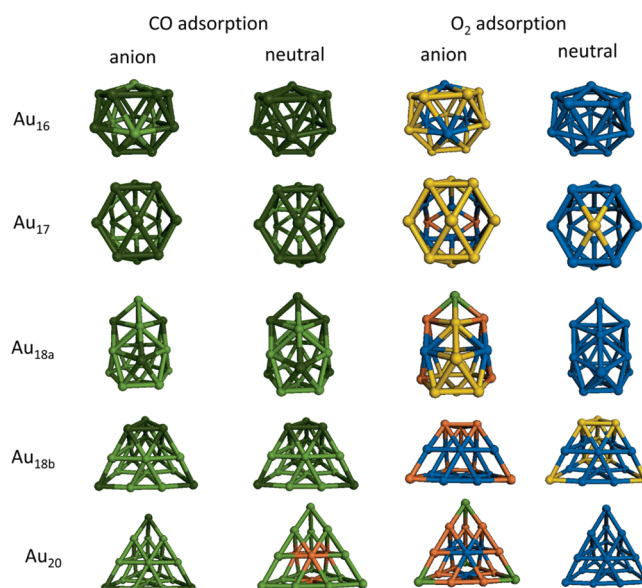 CO adsorption O₂ adsorption
anion neutral anion neutral
Au₁₆
Au₁₇
Au₁₈ₐ
Au₁₈b
Au₂₀